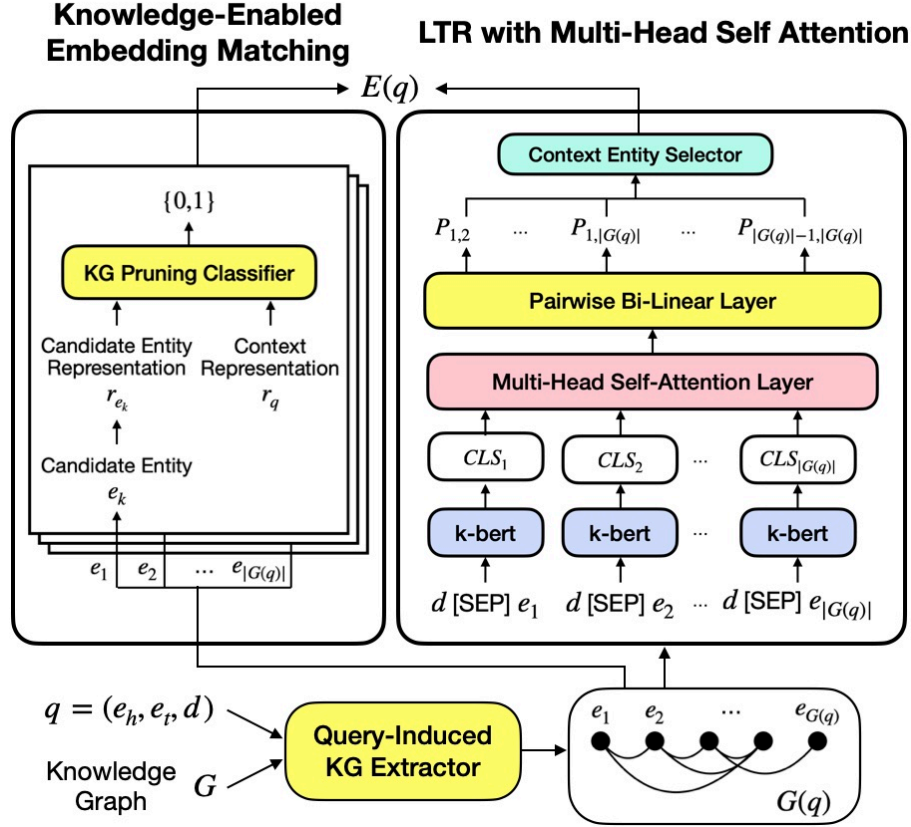 Knowledge-Enabled
Embedding Matching
LTR with Multi-Head Self Attention
E(q)
{0,1}
KG Pruning Classifier
Candidate Entity
Representation
r_{e_k}
Context
Representation
r_q
Candidate Entity
e_k
e_1 e_2 ... e_{|G(q)|}
Context Entity Selector
P_{1,2} ... P_{1,|G(q)|} ... P_{|G(q)|-1,|G(q)|}
Pairwise Bi-Linear Layer
Multi-Head Self-Attention Layer
CLS_1 CLS_2 ... CLS_{|G(q)|}
k-bert k-bert ... k-bert
d [SEP] e_1 d [SEP] e_2 ... d [SEP] e_{|G(q)|}
q = (e_h, e_t, d)
Knowledge
Graph
G
Query-Induced
KG Extractor
e_1 e_2 ... e_{G(q)}
G(q)